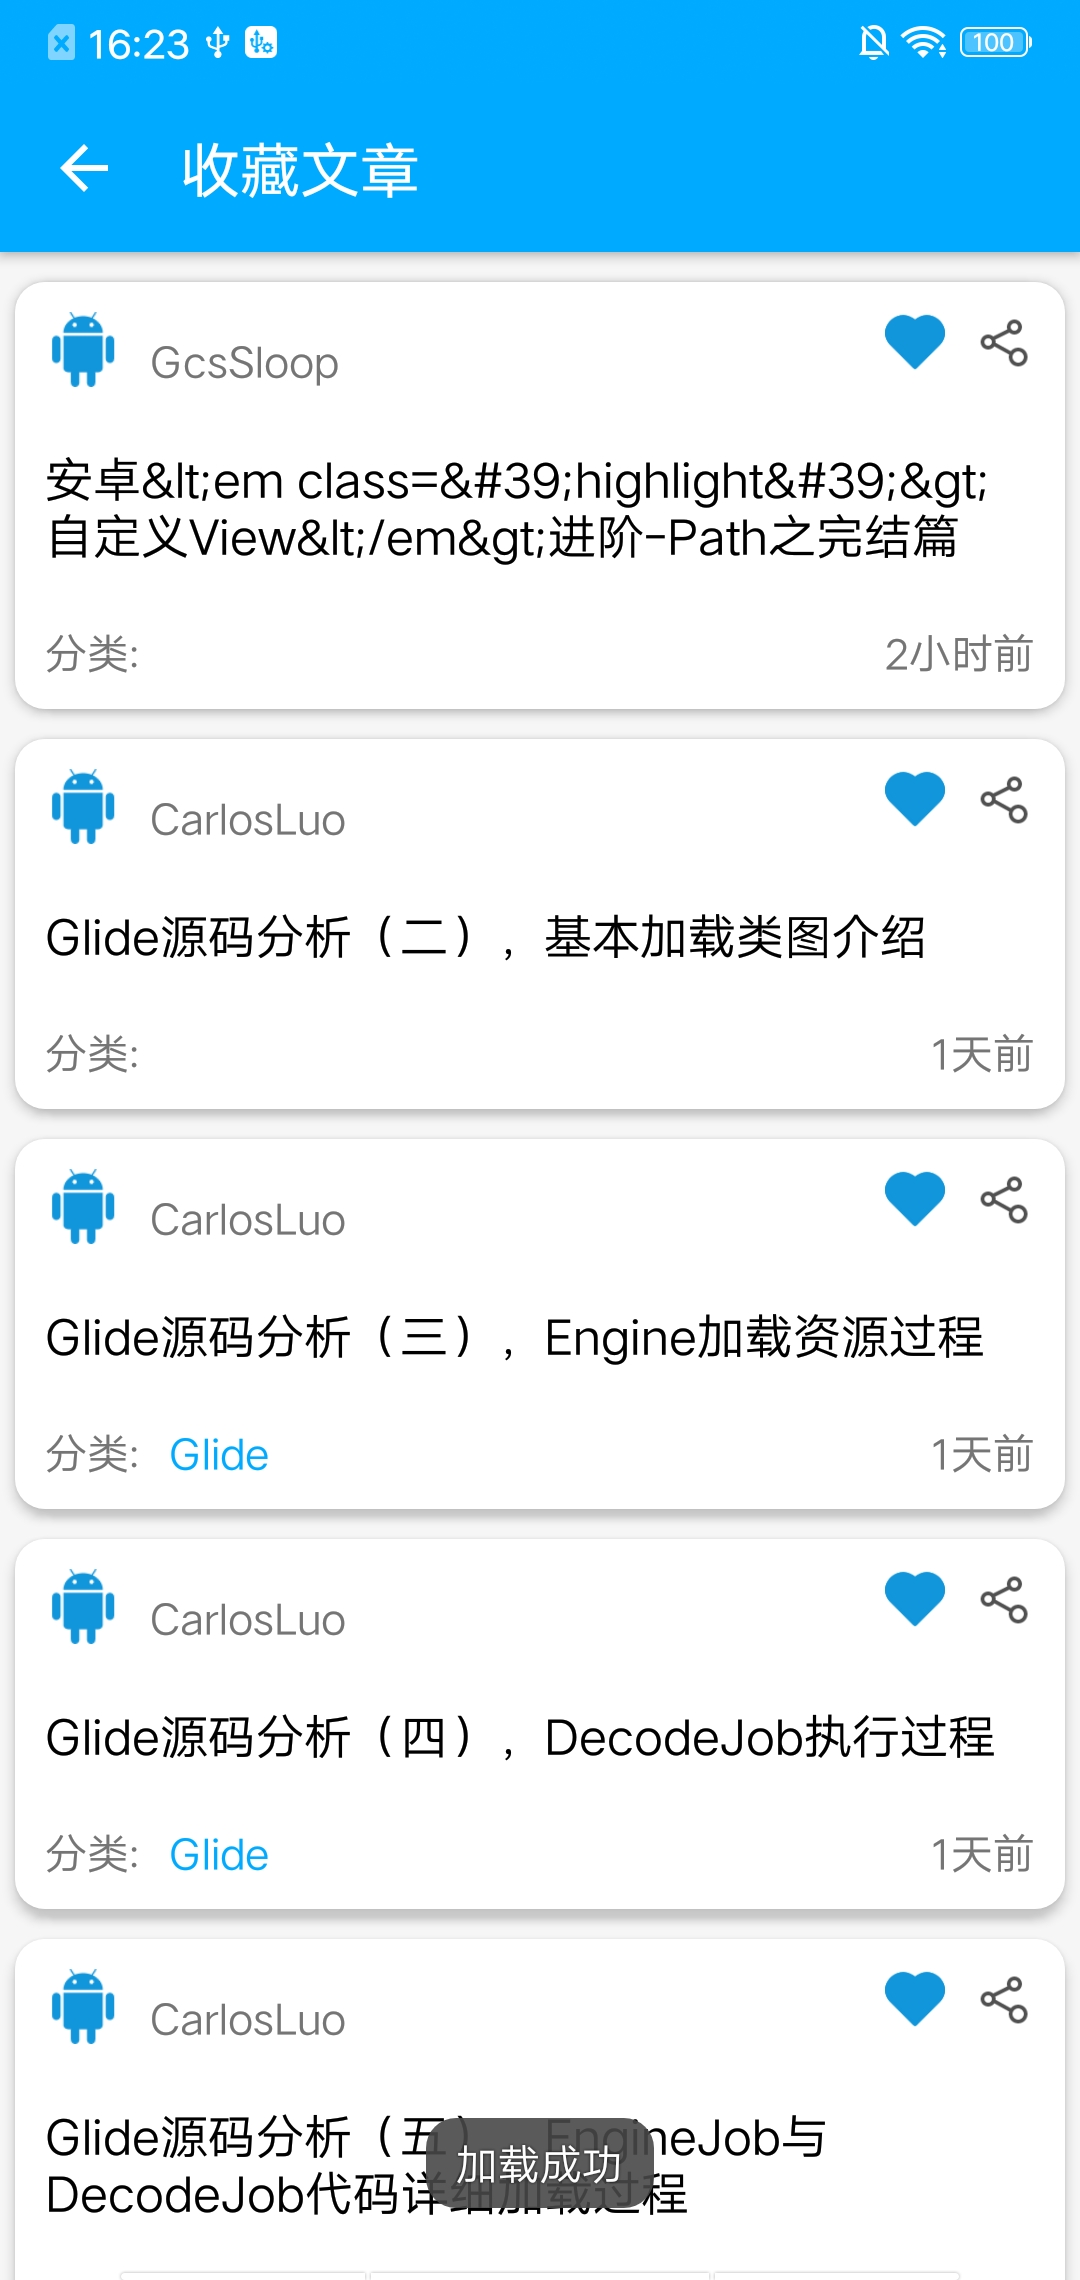 16:23
100
收藏文章
GcsSloop
安卓&lt;em class=&#39;highlight&#39;&gt;
自定义View&lt;/em&gt;进阶-Path之完结篇
分类:
2小时前
CarlosLuo
Glide源码分析（二），基本加载类图介绍
分类:
1天前
CarlosLuo
Glide源码分析（三），Engine加载资源过程
分类: Glide
1天前
CarlosLuo
Glide源码分析（四），DecodeJob执行过程
分类: Glide
1天前
CarlosLuo
Glide源码分析（五），EngineJob与
DecodeJob代码详细加载过程
加载成功